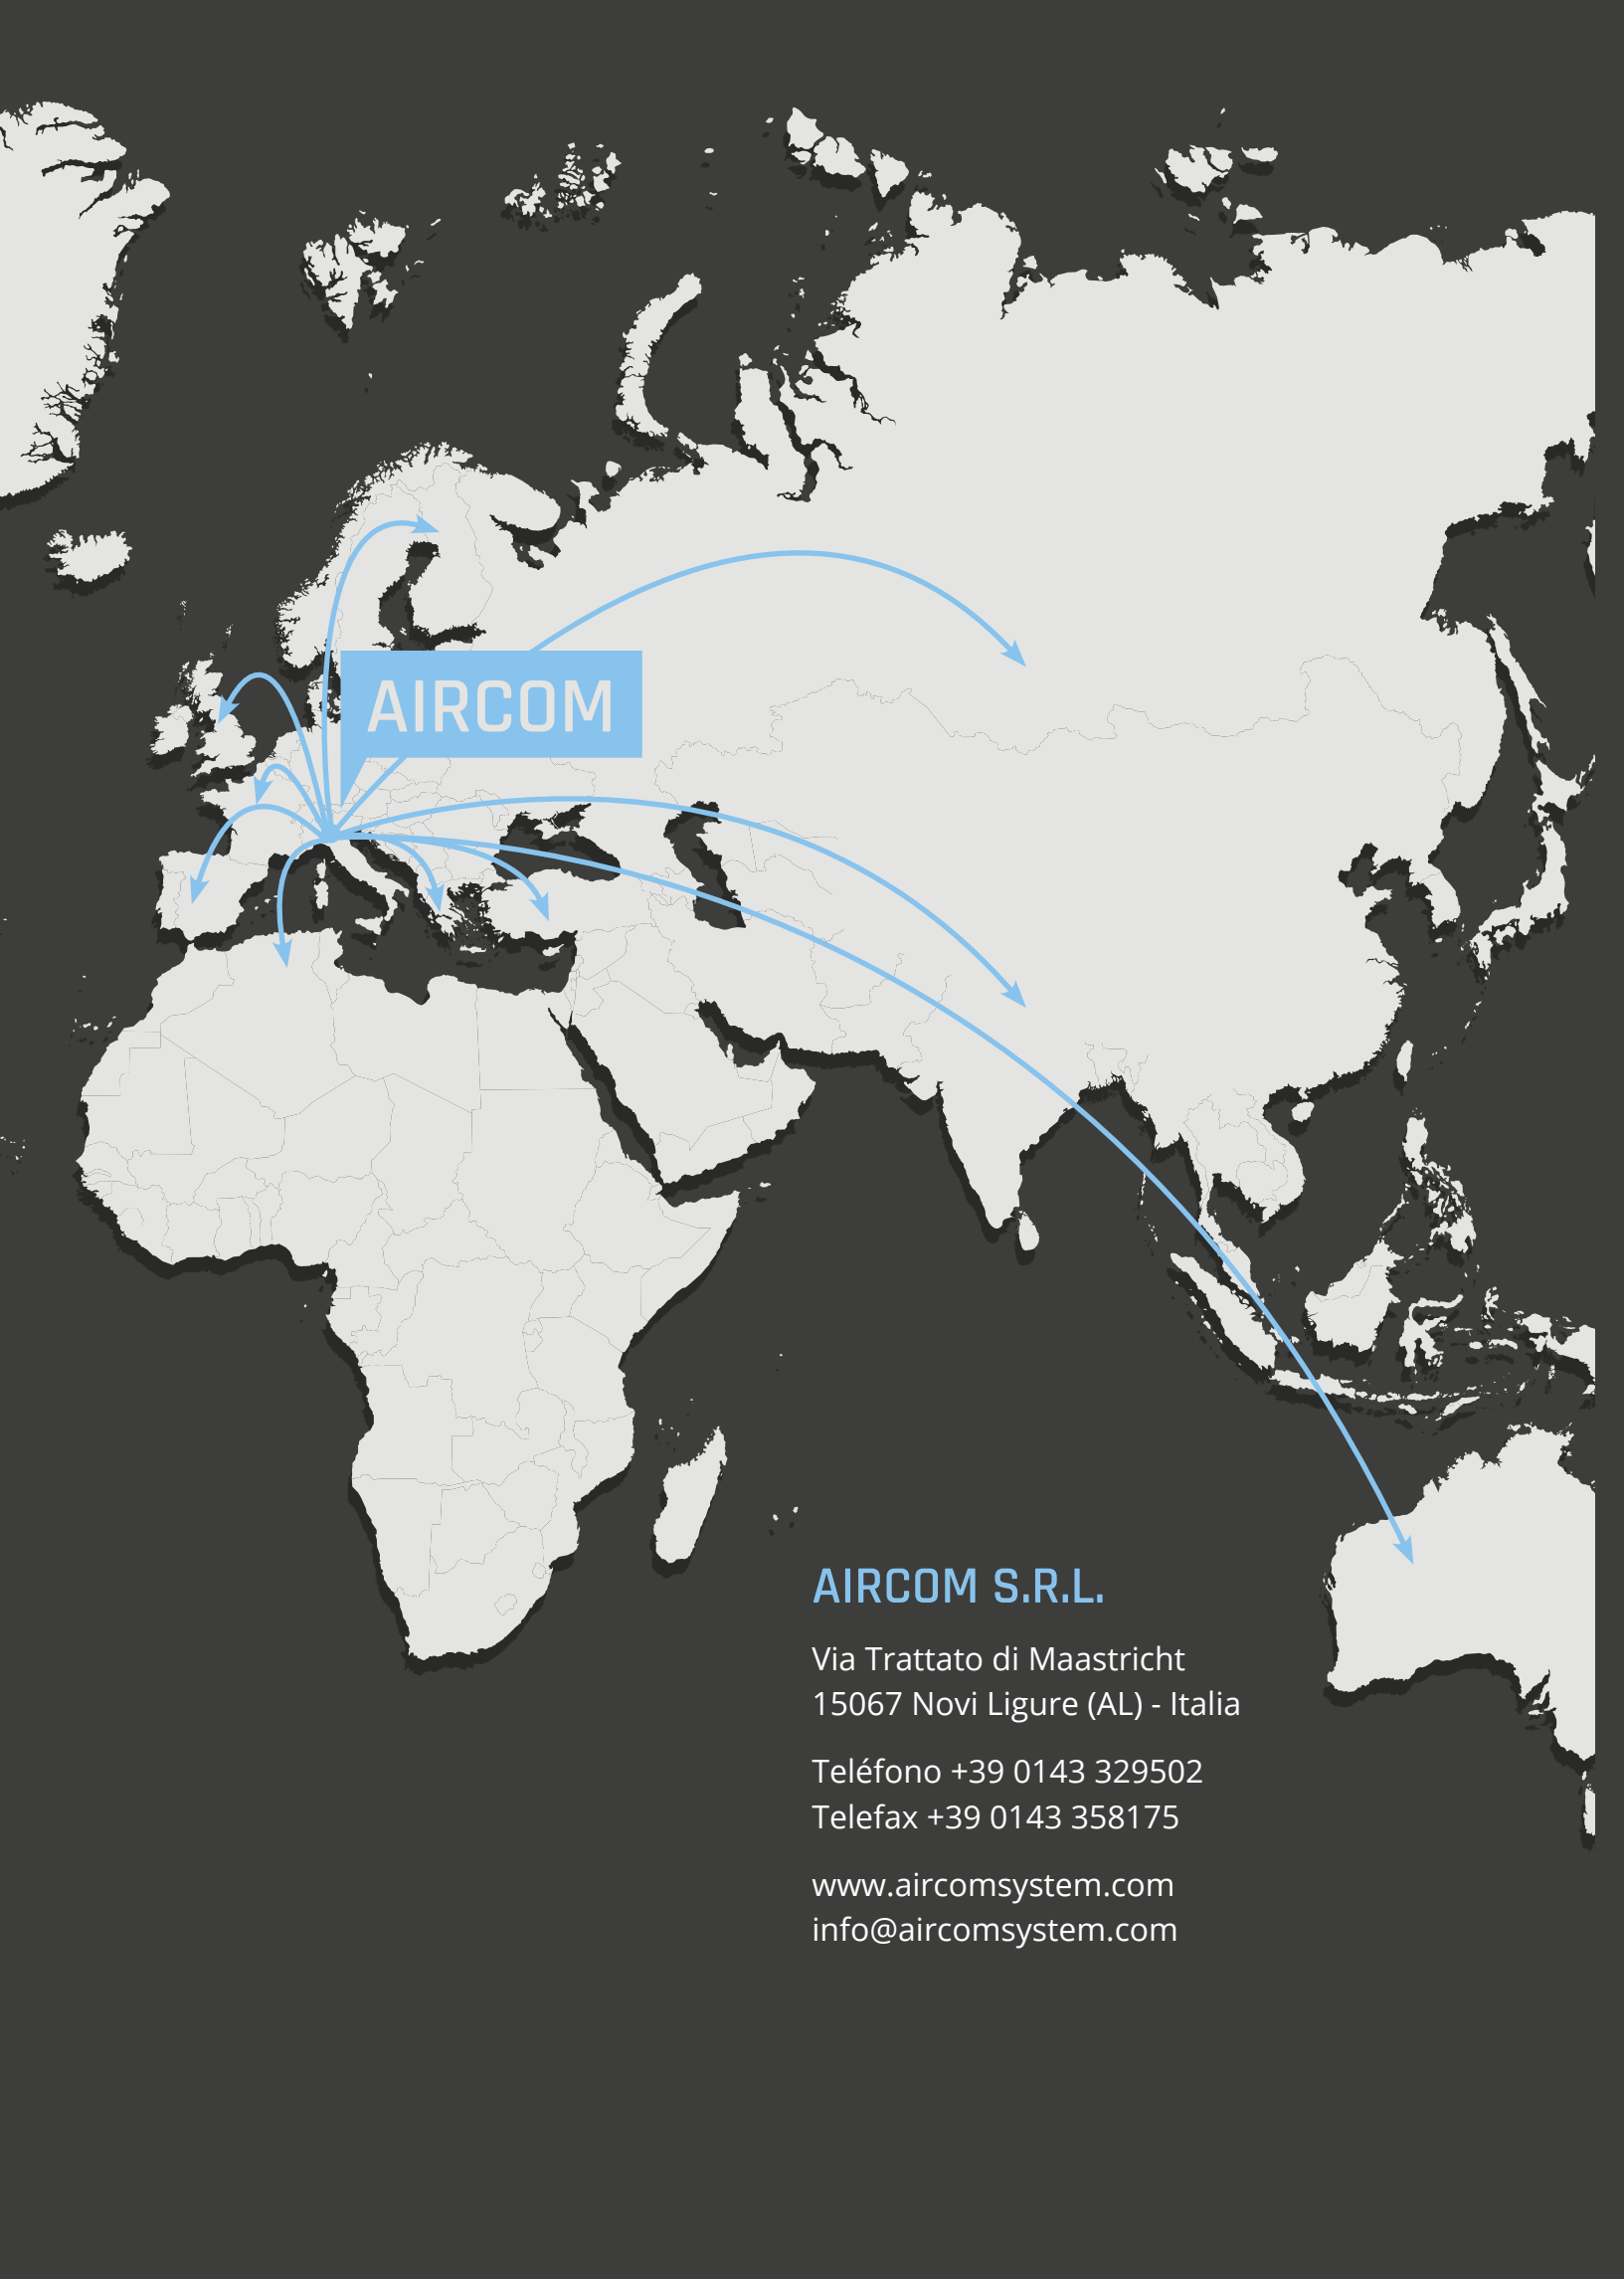 AIRCOM
AIRCOM S.R.L.
Via Trattato di Maastricht
15067 Novi Ligure (AL) - Italia
Teléfono +39 0143 329502
Telefax +39 0143 358175
www.aircomsystem.com
info@aircomsystem.com